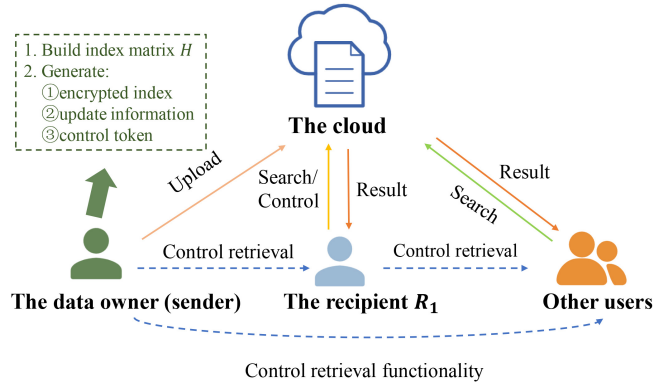 1. Build index matrix H
2. Generate:
①encrypted index
②update information
③control token
The cloud
Upload
Search/
Control
Result
Result
Search
Control retrieval
Control retrieval
The data owner (sender)
The recipient R₁
Other users
Control retrieval functionality